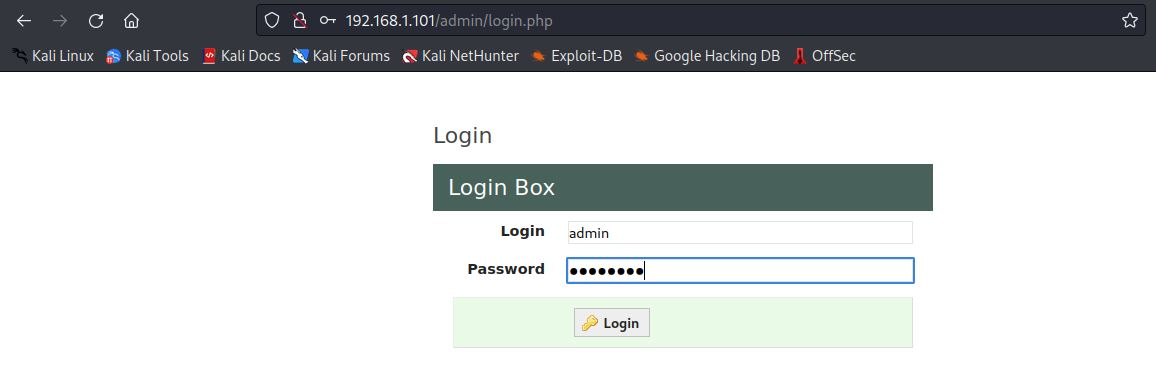 192.168.1.101/admin/login.php
Kali Linux Kali Tools Kali Docs Kali Forums Kali NetHunter Exploit-DB Google Hacking DB OffSec
Login
Login Box
Login admin
Password ●●●●●●●●
Login